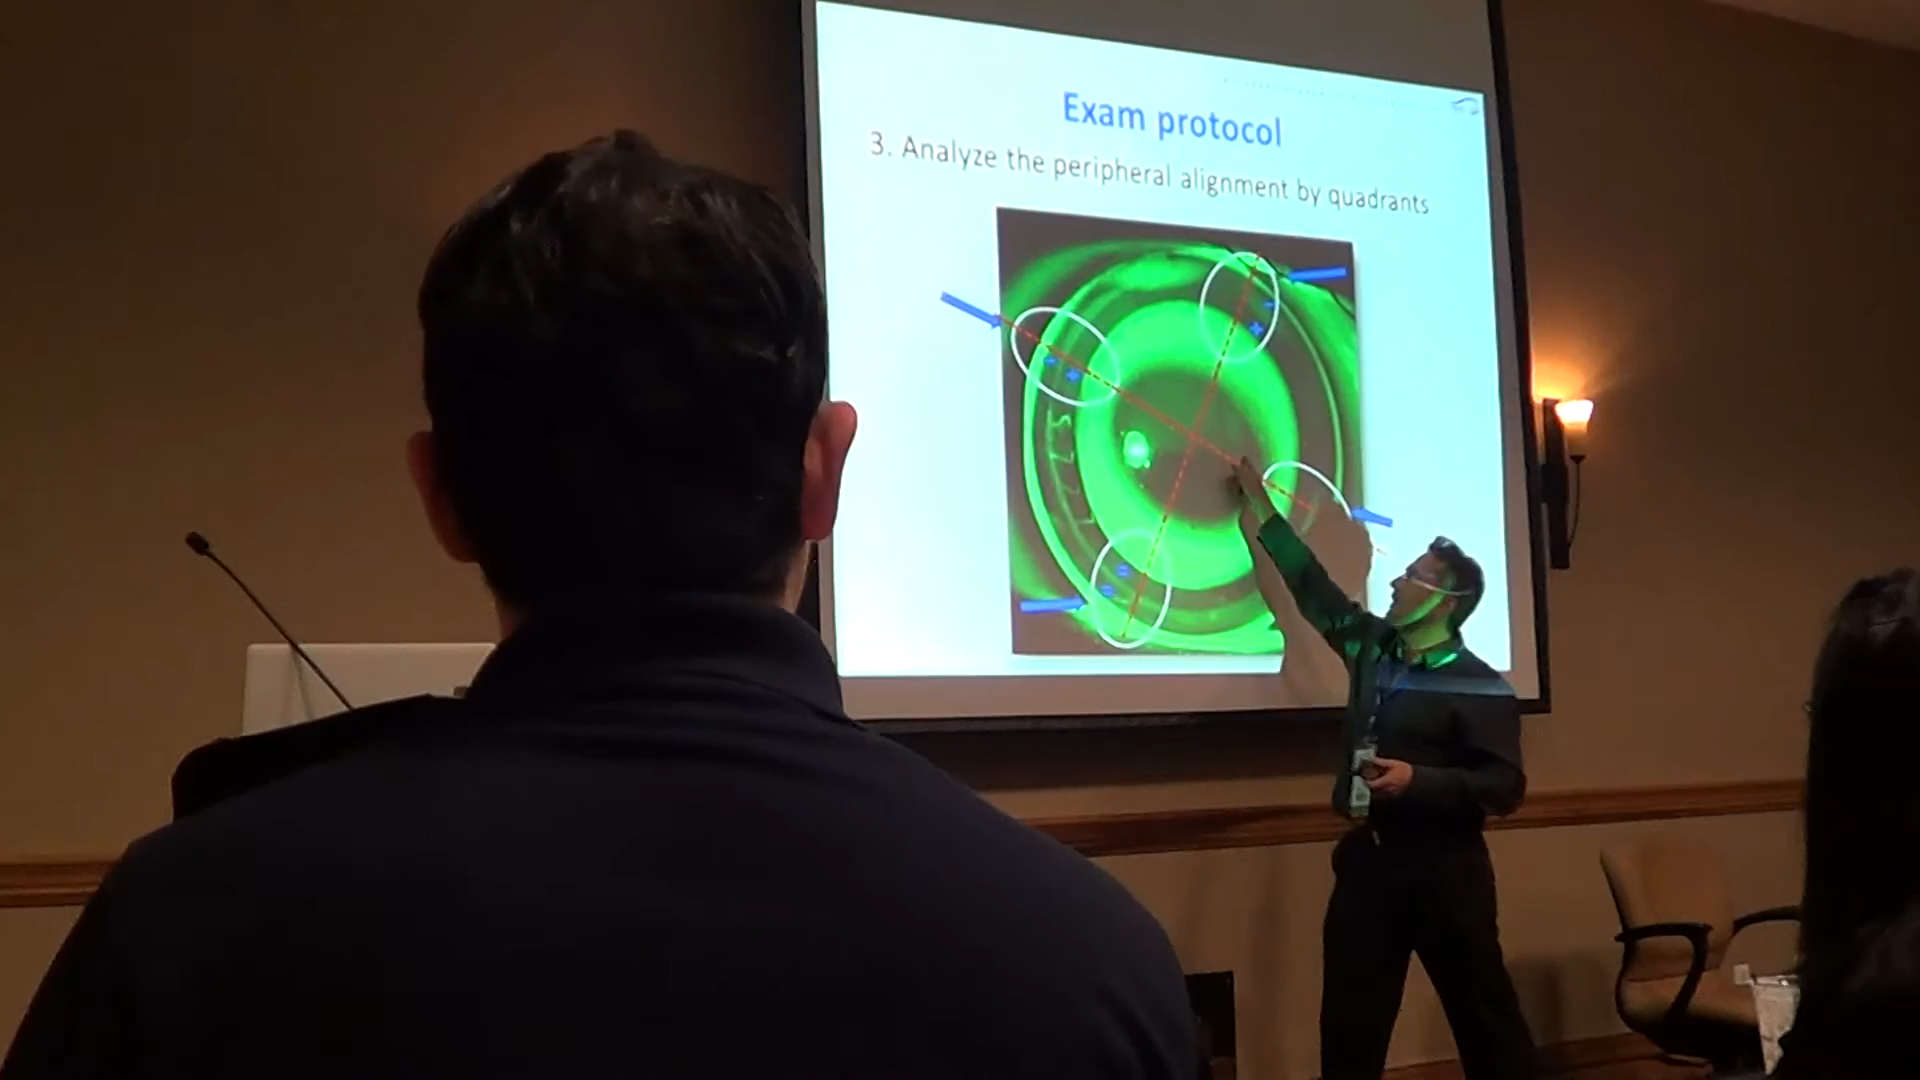 Exam protocol
3. Analyze the peripheral alignment by quadrants